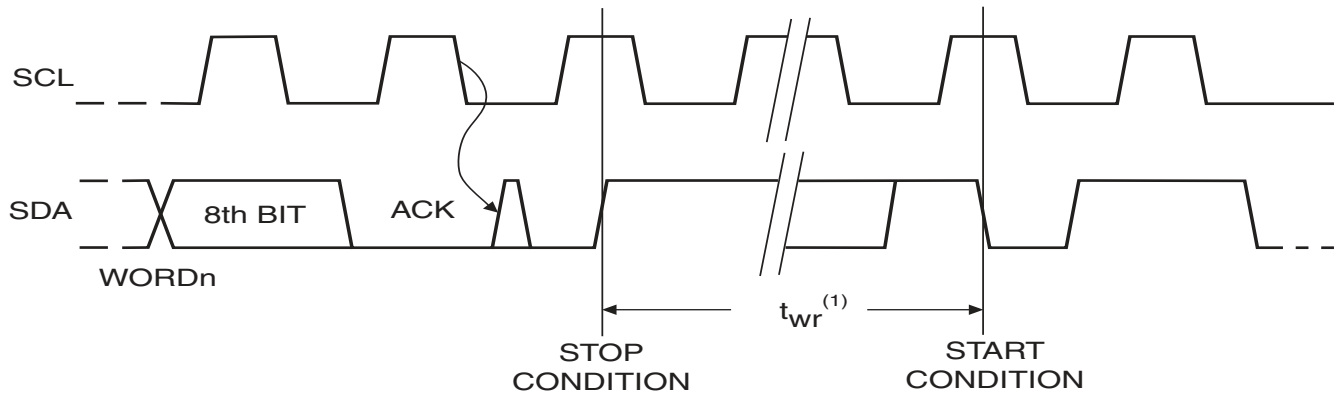 SCL
SDA
8th BIT
ACK
WORDn
twr(1)
STOP
CONDITION
START
CONDITION